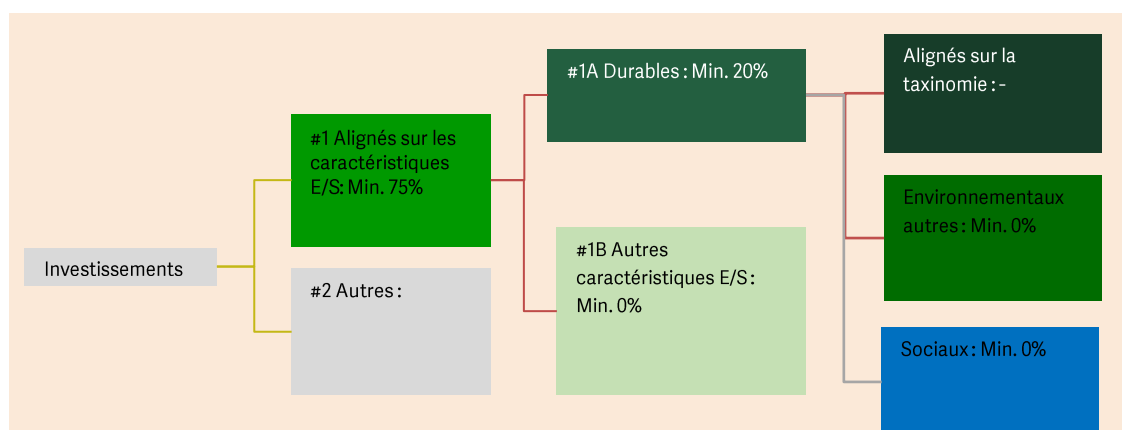 Investissements
#1 Alignés sur les
caractéristiques
E/S: Min. 75%
#2 Autres :
#1A Durables : Min. 20%
#1B Autres
caractéristiques E/S :
Min. 0%
Alignés sur la
taxinomie : -
Environnementaux
autres : Min. 0%
Sociaux : Min. 0%